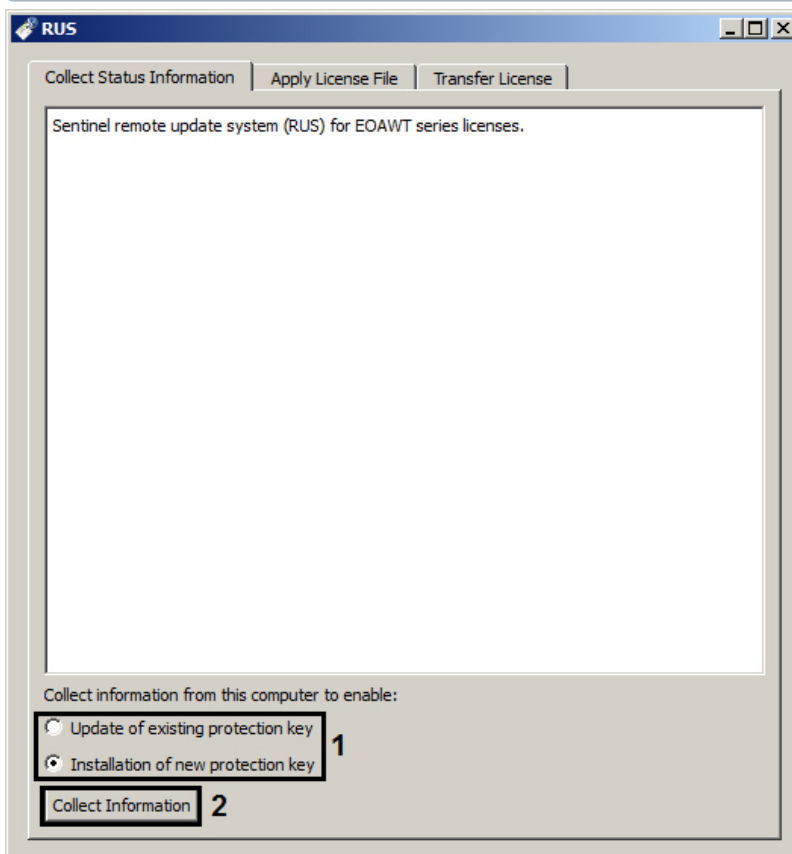 RUS
Collect Status Information Apply License File Transfer License
Sentinel remote update system (RUS) for EOAWT series licenses.
Collect information from this computer to enable:
Update of existing protection key
1
Installation of new protection key
Collect Information 2